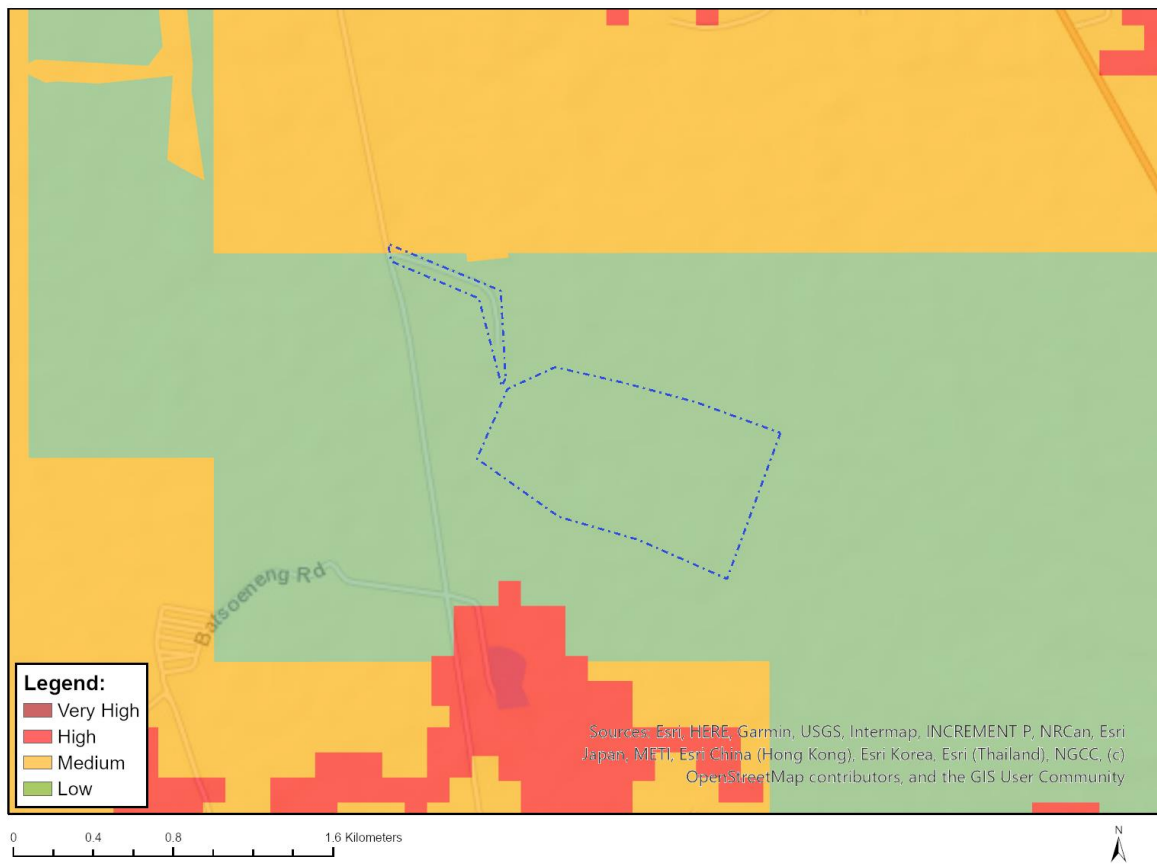 Batsoeneng Rd
Legend:
Very High
High
Medium
Low
Sources: Esri, HERE, Garmin, USGS, Intermap, INCREMENT P, NRCan, Esri
Japan, METI, Esri China (Hong Kong), Esri Korea, Esri (Thailand), NGCC, (c)
OpenStreetMap contributors, and the GIS User Community
0 0.4 0.8 1.6 Kilometers
N